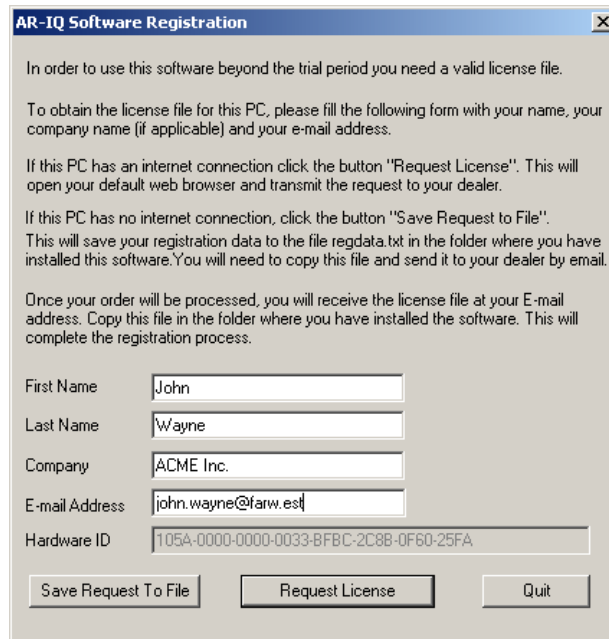 AR-IQ Software Registration
In order to use this software beyond the trial period you need a valid license file.
To obtain the license file for this PC, please fill the following form with your name, your
company name (if applicable) and your e-mail address.
If this PC has an internet connection click the button "Request License". This will
open your default web browser and transmit the request to your dealer.
If this PC has no internet connection, click the button "Save Request to File".
This will save your registration data to the file regdata.txt in the folder where you have
installed this software.You will need to copy this file and send it to your dealer by email.
Once your order will be processed, you will receive the license file at your E-mail
address. Copy this file in the folder where you have installed the software. This will
complete the registration process.
First Name John
Last Name Wayne
Company ACME Inc.
E-mail Address john.wayne@farw.est
Hardware ID 105A-0000-0000-0033-BFBC-2C8B-0F60-25FA
Save Request To File Request License Quit